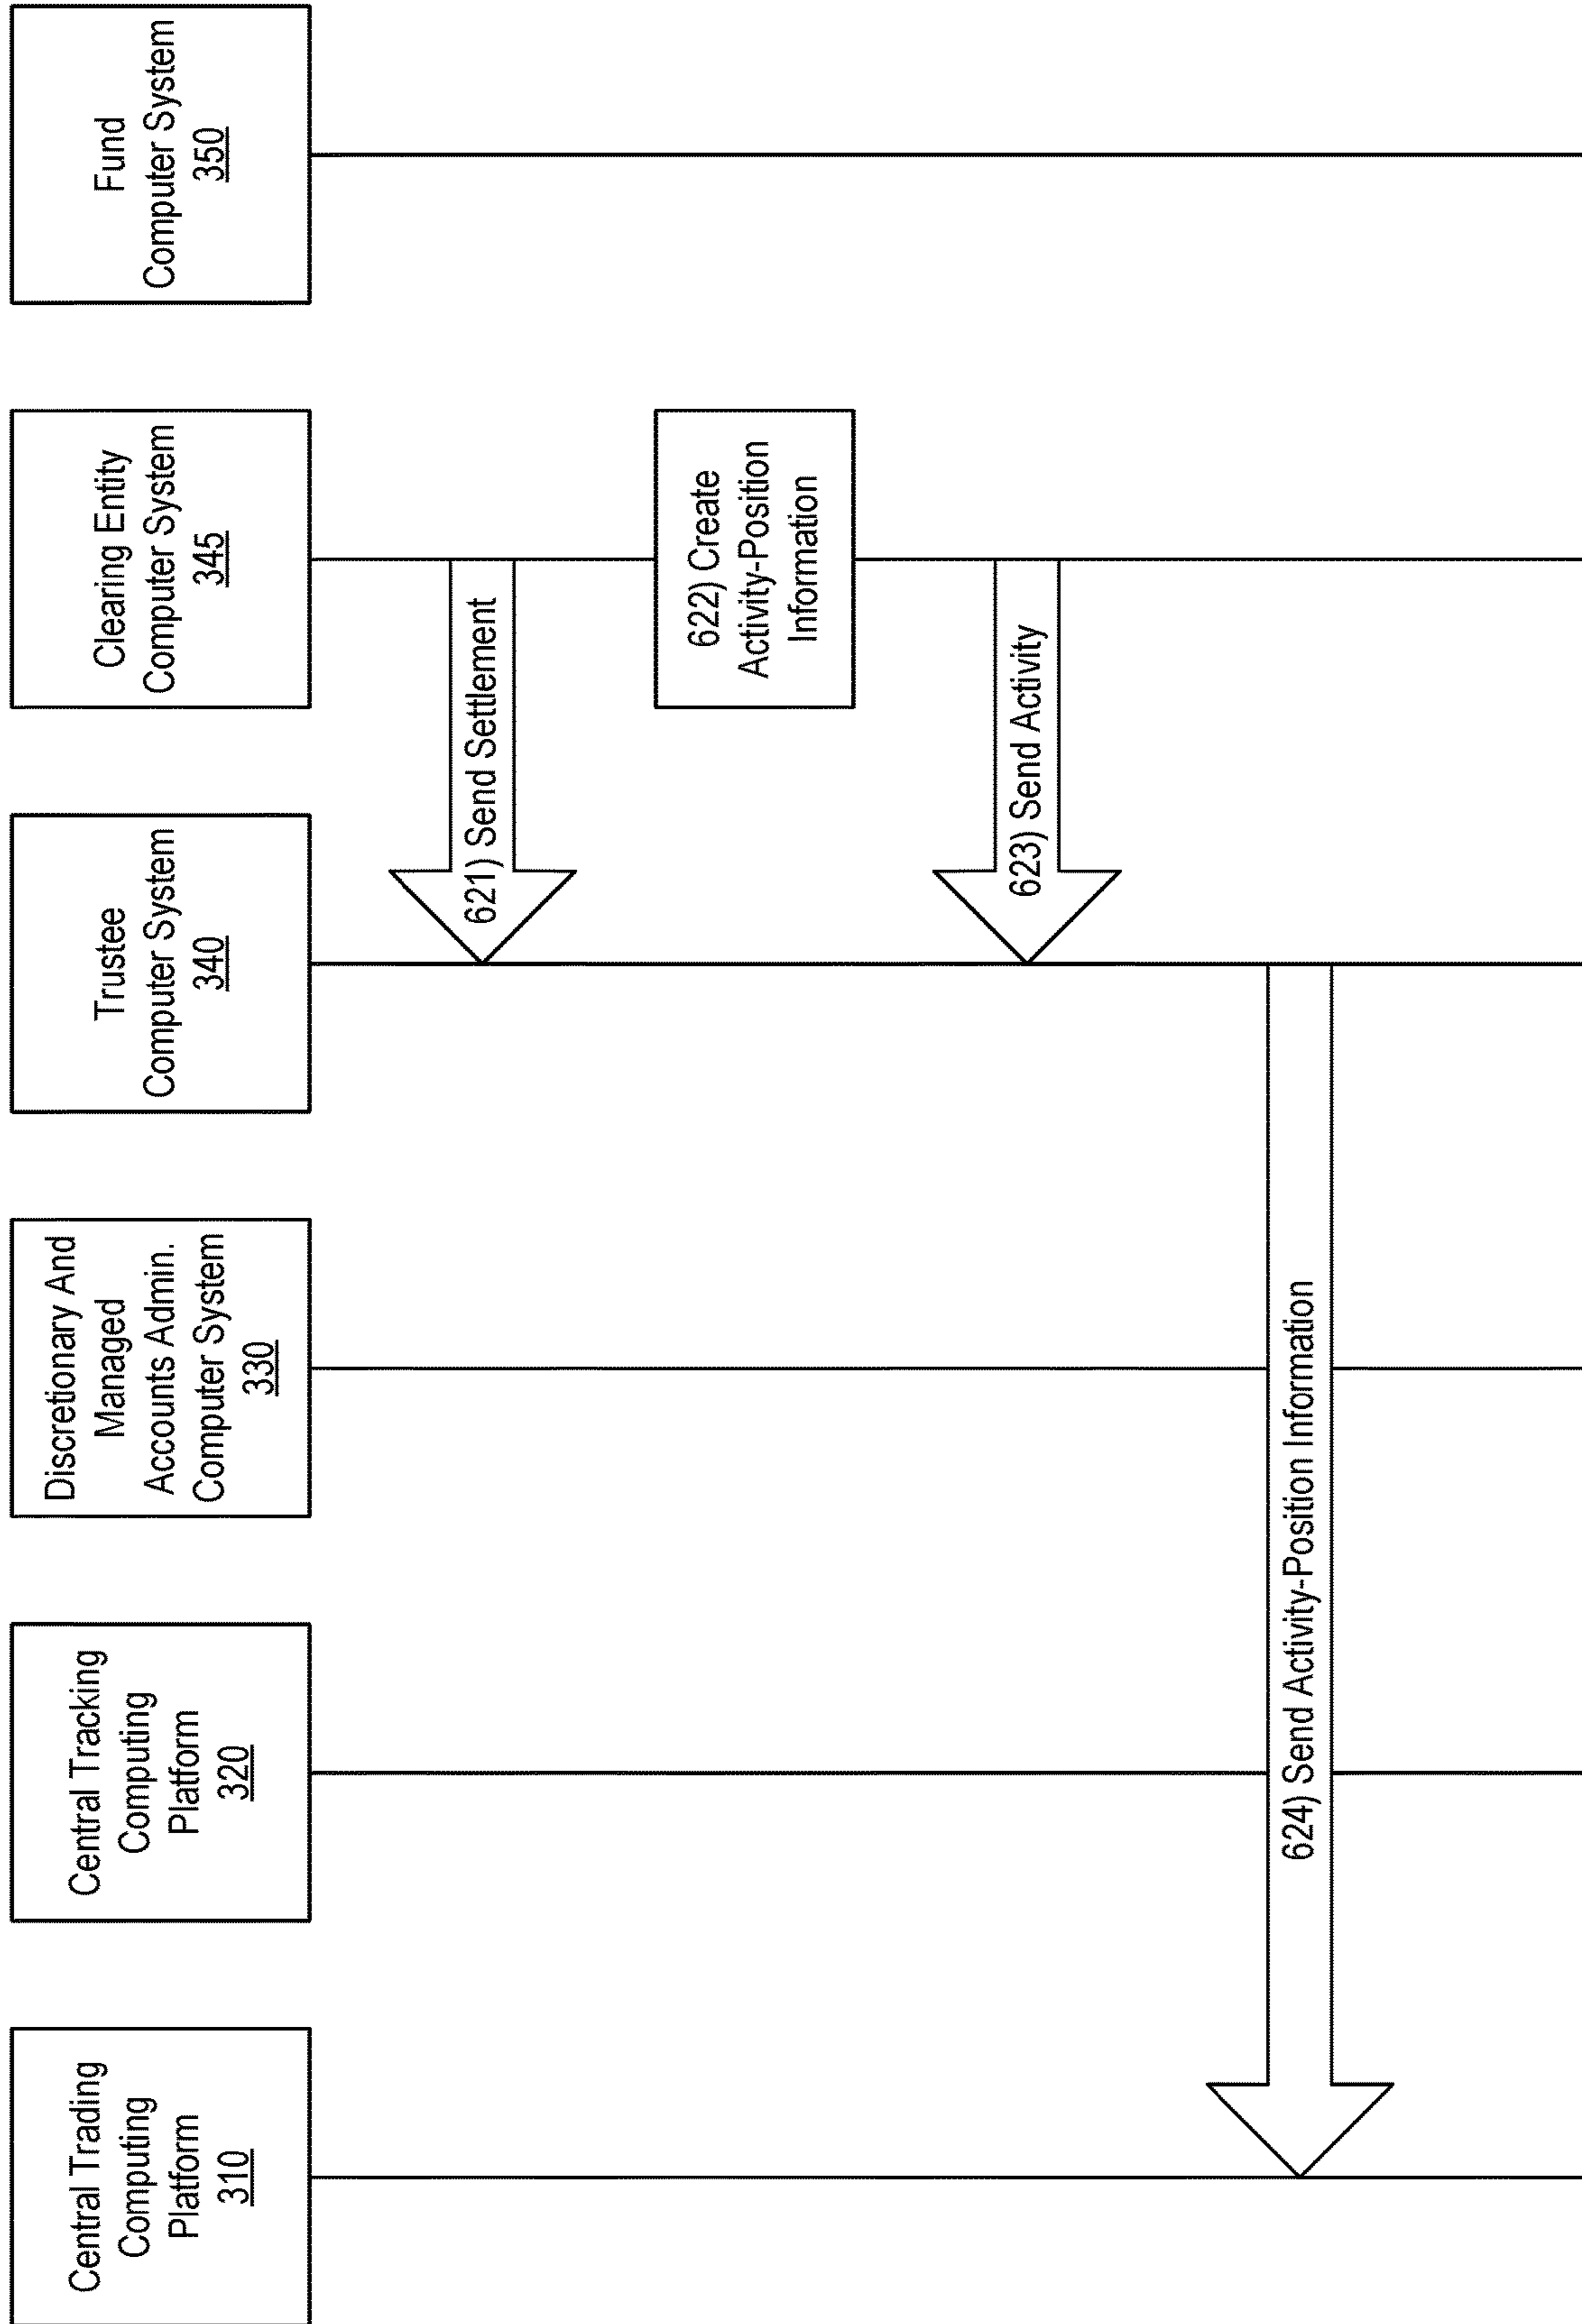 Central Trading
Computing
Platform
310
Central Tracking
Computing
Platform
320
Discretionary And
Managed
Accounts Admin.
Computer System
330
Trustee
Computer System
340
Clearing Entity
Computer System
345
Fund
Computer System
350
621) Send Settlement
622) Create
Activity-Position
Information
623) Send Activity
624) Send Activity-Position Information